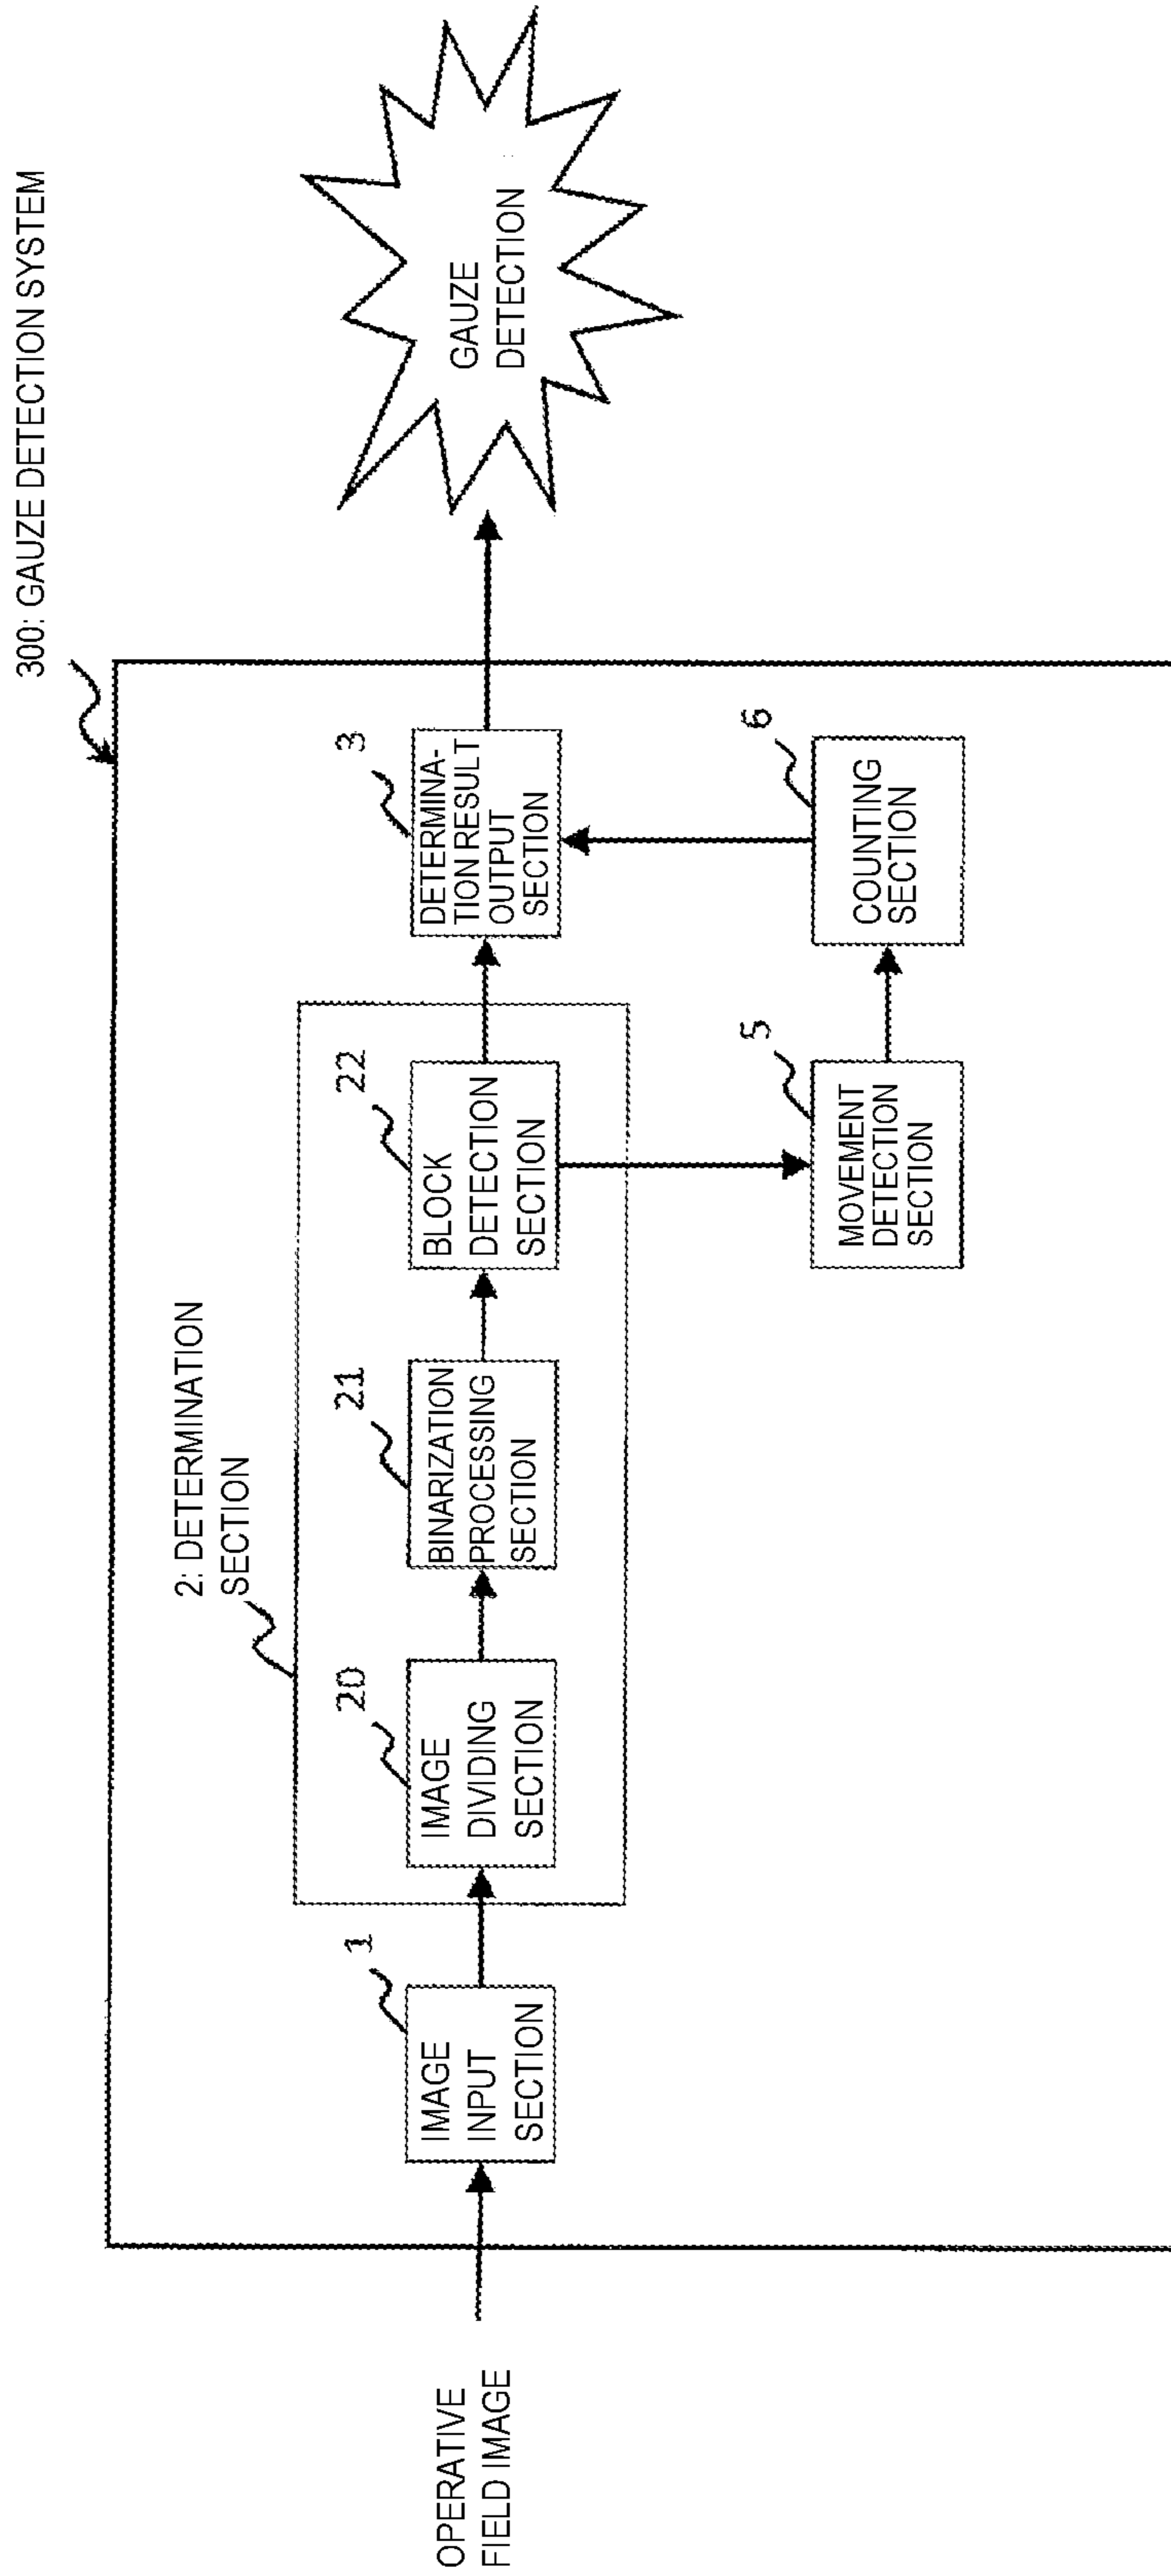 300: GAUZE DETECTION SYSTEM
2: DETERMINATION
SECTION
OPERATIVE
FIELD IMAGE
1
IMAGE
INPUT
SECTION
20
IMAGE
DIVIDING
SECTION
21
BINARIZATION
PROCESSING
SECTION
22
BLOCK
DETECTION
SECTION
3
DETERMINA-
TION RESULT
OUTPUT
SECTION
GAUZE
DETECTION
5
MOVEMENT
DETECTION
SECTION
6
COUNTING
SECTION